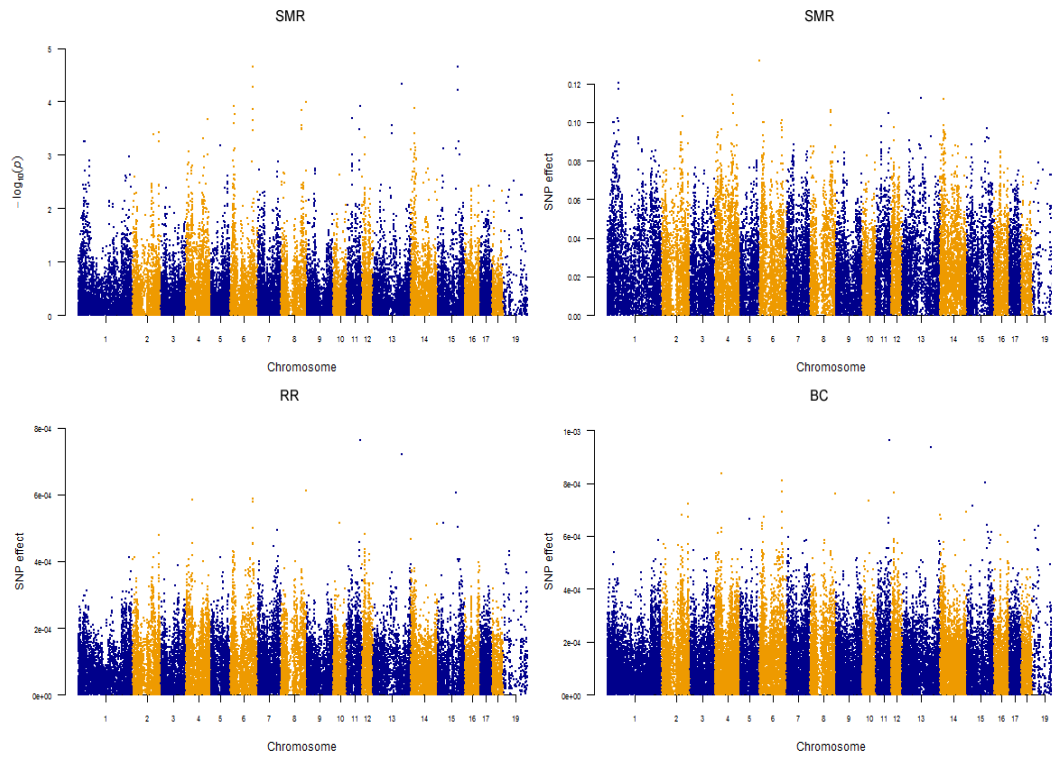 SMR
5
4
3
2
1
0
− log10(p)
1 2 3 4 5 6 7 8 9 10 11 12 13 14 15 16 17 19
Chromosome
SMR
0.12
0.10
0.08
0.06
0.04
0.02
0.00
SNP effect
1 2 3 4 5 6 7 8 9 10 11 12 13 14 15 16 17 19
Chromosome
RR
8e-04
6e-04
4e-04
2e-04
0e+00
SNP effect
1 2 3 4 5 6 7 8 9 10 11 12 13 14 15 16 17 19
Chromosome
BC
1e-03
8e-04
6e-04
4e-04
2e-04
0e+00
SNP effect
1 2 3 4 5 6 7 8 9 10 11 12 13 14 15 16 17 19
Chromosome